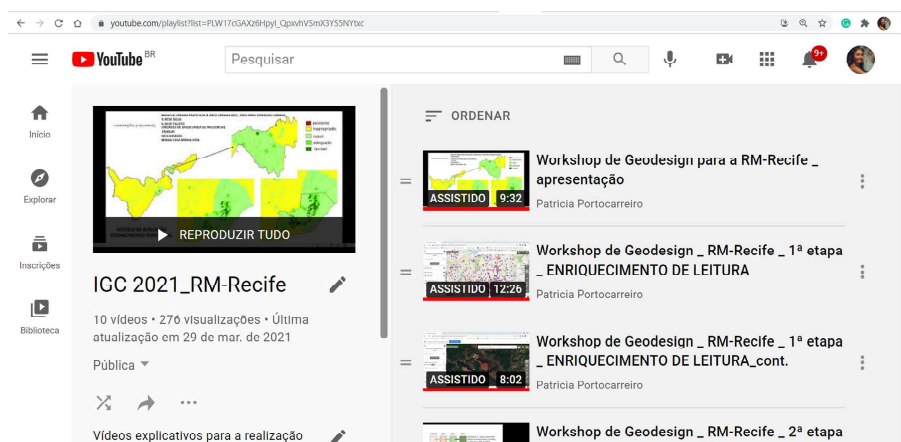 youtube.com/playlist?list=PLW17cGAXz6HpyI_QpxvhVSmX3YS5NYtxc
YouTube BR
Pesquisar
9+
Início
Explorar
Inscrições
Biblioteca
REPRODUZIR TUDO
IGC 2021_RM-Recife
10 vídeos • 276 visualizações • Última
atualização em 29 de mar. de 2021
Pública
Vídeos explicativos para a realização
ORDENAR
Workshop de Geodesign para a RM-Recife _
apresentação
Patricia Portocarreiro
ASSISTIDO 9:32
Workshop de Geodesign _ RM-Recife _ 1ª etapa
_ ENRIQUECIMENTO DE LEITURA
Patricia Portocarreiro
ASSISTIDO 12:26
Workshop de Geodesign _ RM-Recife _ 1ª etapa
_ ENRIQUECIMENTO DE LEITURA_cont.
Patricia Portocarreiro
ASSISTIDO 8:02
Workshop de Geodesign _ RM-Recife _ 2ª etapa